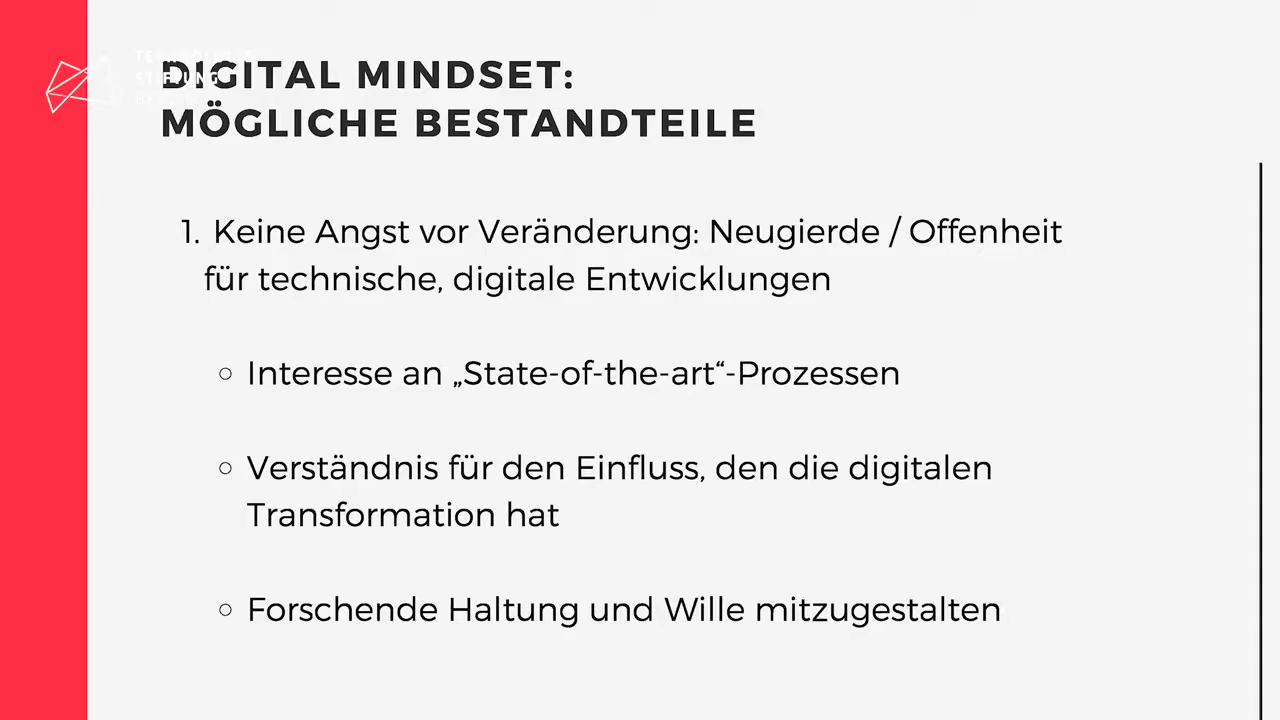 DIGITAL MINDSET:
MÖGLICHE BESTANDTEILE
1. Keine Angst vor Veränderung: Neugierde / Offenheit
für technische, digitale Entwicklungen
○ Interesse an „State-of-the-art“-Prozessen
○ Verständnis für den Einfluss, den die digitalen
Transformation hat
○ Forschende Haltung und Wille mitzugestalten